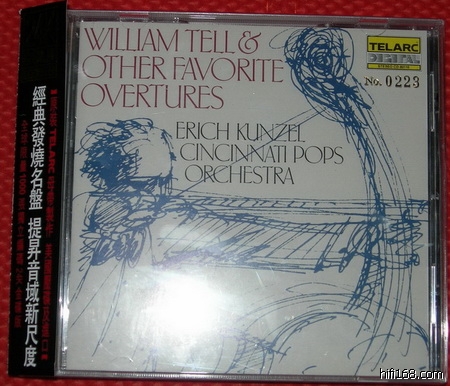 WILLIAM TELL &
OTHER FAVORITE
OVERTURES
TELARC
DIGITAL
No. 0223
ERICH KUNZEL
CINCINNATI POPS
ORCHESTRA
經典發燒名盤 提昇音域新尺度
TELARC
hifi168.com